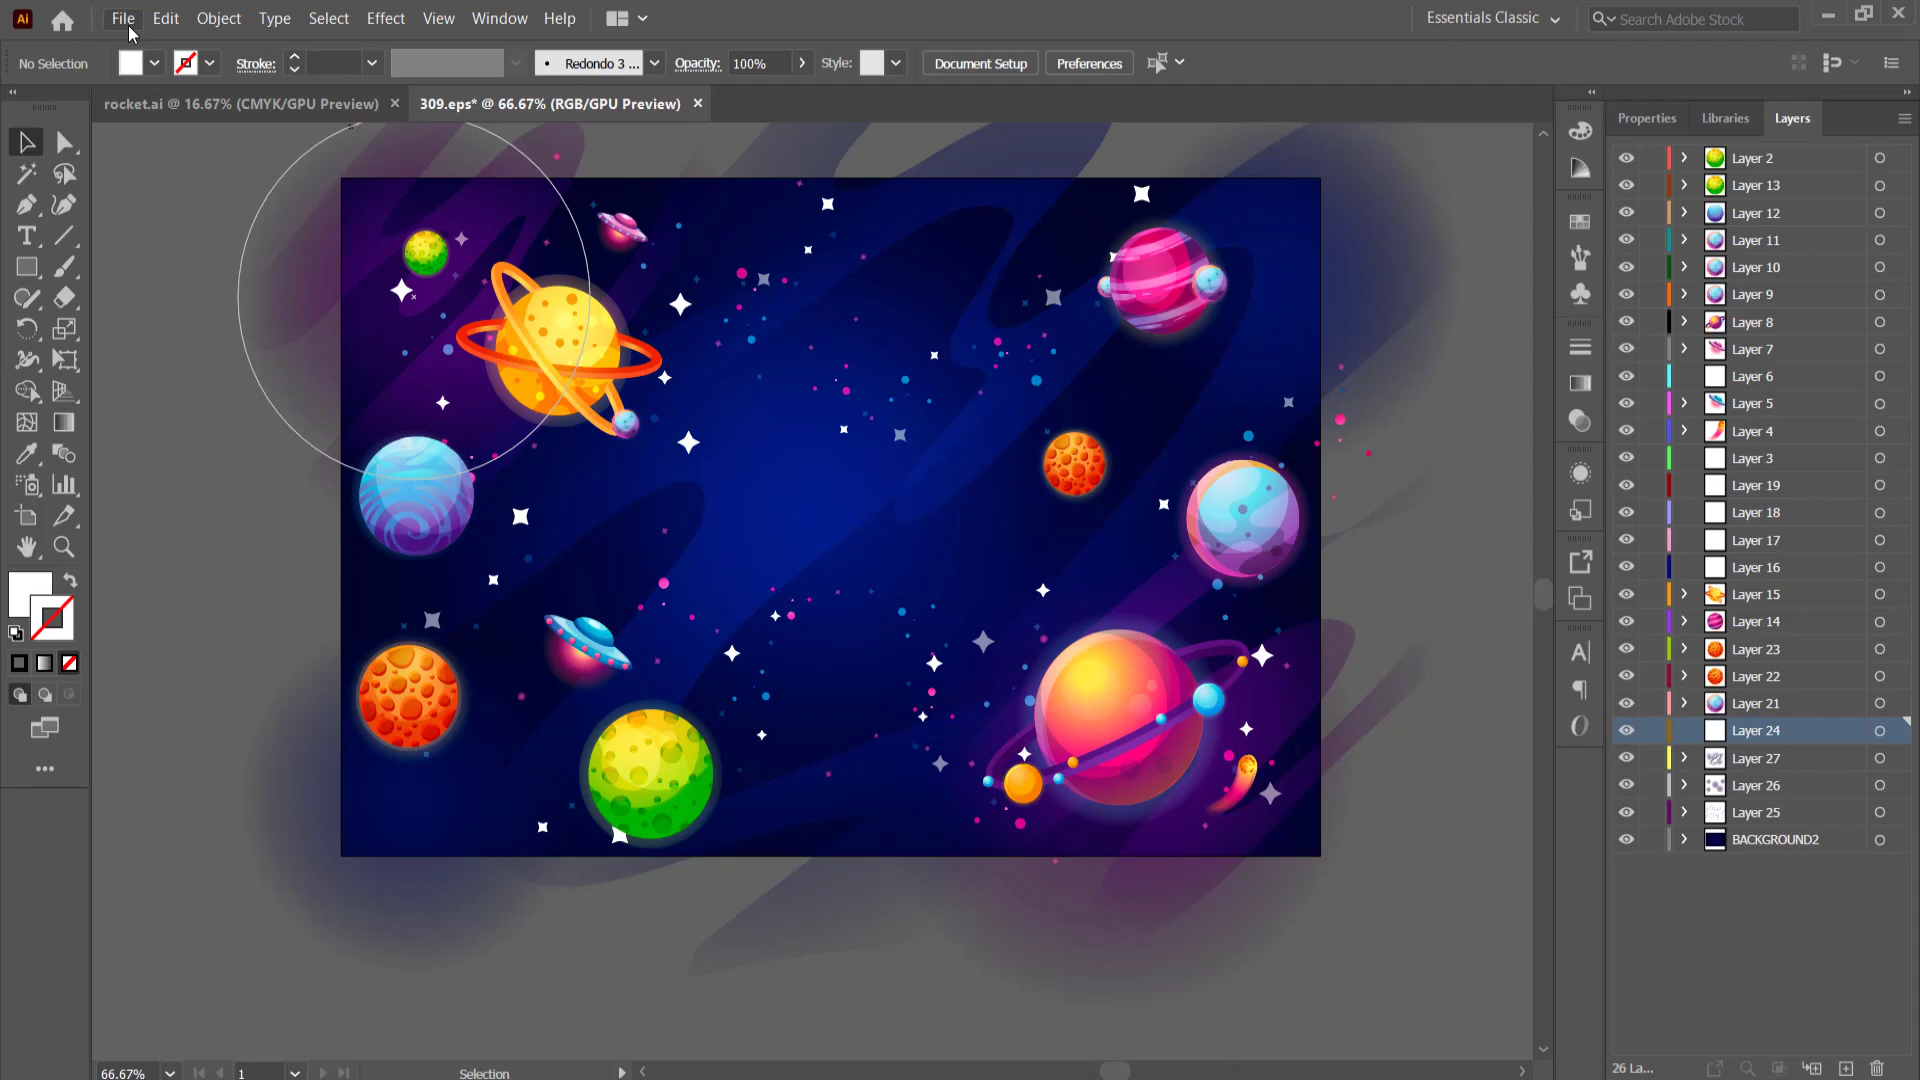 Ai File Edit Object Type Select Effect View Window Help Essentials Classic Search Adobe Stock
No Selection Stroke: Redondo 3 ... Opacity: 100% Style: Document Setup Preferences
rocket.ai @ 16.67% (CMYK/GPU Preview) 309.eps* @ 66.67% (RGB/GPU Preview)
Properties Libraries Layers
Layer 2
Layer 13
Layer 12
Layer 11
Layer 10
Layer 9
Layer 8
Layer 7
Layer 6
Layer 5
Layer 4
Layer 3
Layer 19
Layer 18
Layer 17
Layer 16
Layer 15
Layer 14
Layer 23
Layer 22
Layer 21
Layer 24
Layer 27
Layer 26
Layer 25
BACKGROUND2
26 La...
66.67% 1 Selection